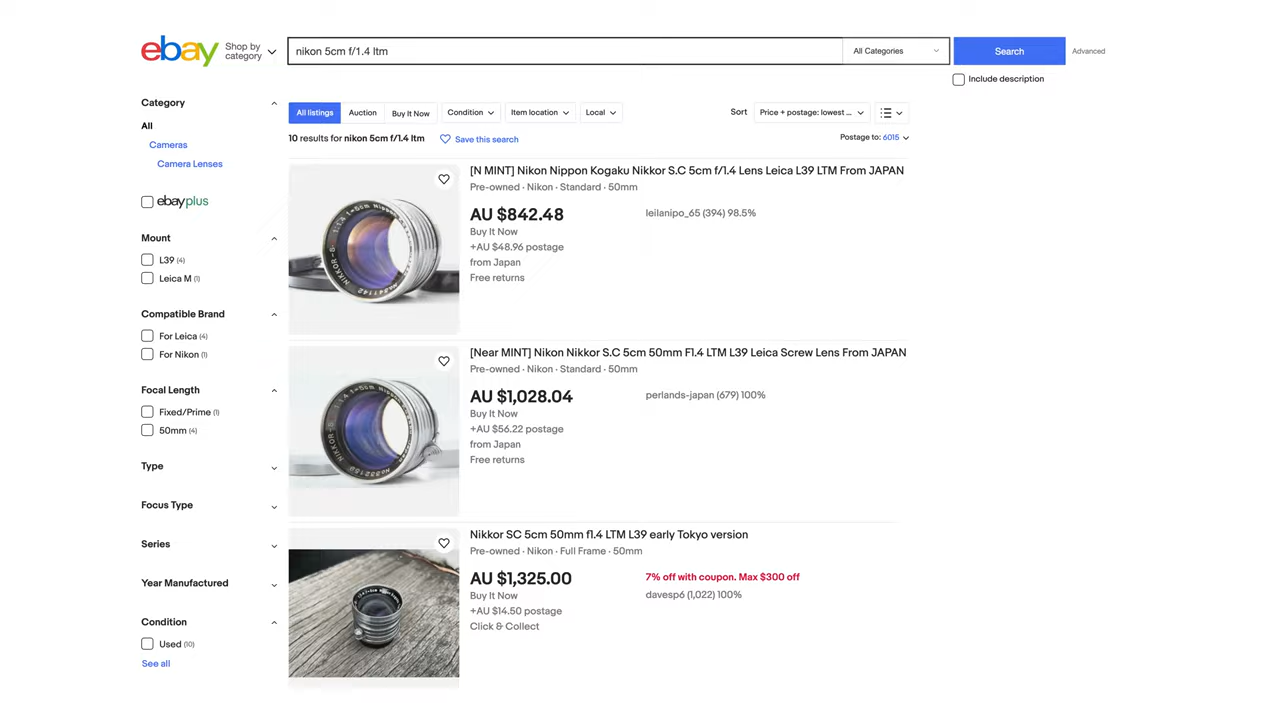 ebay
Shop by
category
nikon 5cm f/1.4 ltm
All Categories
Search
Advanced
Include description
Category
All
Cameras
Camera Lenses
ebayplus
Mount
L39 (4)
Leica M (1)
Compatible Brand
For Leica (4)
For Nikon (1)
Focal Length
Fixed/Prime (1)
50mm (4)
Type
Focus Type
Series
Year Manufactured
Condition
Used (10)
See all
All listings
Auction
Buy It Now
Condition
Item location
Local
Sort
Price + postage: lowest ...
10 results for nikon 5cm f/1.4 ltm
Save this search
Postage to: 6015
[N MINT] Nikon Nippon Kogaku Nikkor S.C 5cm f/1.4 Lens Leica L39 LTM From JAPAN
Pre-owned · Nikon · Standard · 50mm
AU $842.48
leilanipo_65 (394) 98.5%
Buy It Now
+AU $48.96 postage
from Japan
Free returns
[Near MINT] Nikon Nikkor S.C 5cm 50mm F1.4 LTM L39 Leica Screw Lens From JAPAN
Pre-owned · Nikon · Standard · 50mm
AU $1,028.04
perlands-japan (679) 100%
Buy It Now
+AU $56.22 postage
from Japan
Free returns
Nikkor SC 5cm 50mm f1.4 LTM L39 early Tokyo version
Pre-owned · Nikon · Full Frame · 50mm
AU $1,325.00
7% off with coupon. Max $300 off
Buy It Now
davesp6 (1,022) 100%
+AU $14.50 postage
Click & Collect